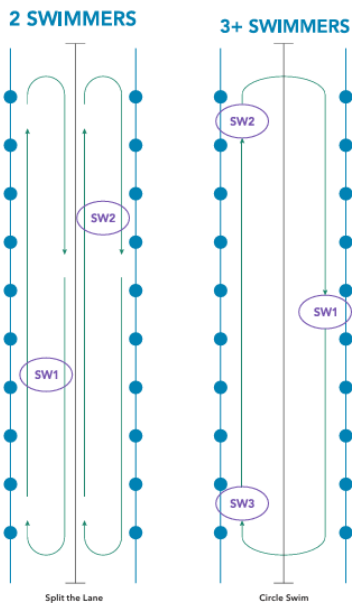 2 SWIMMERS
SW2
SW1
Split the Lane
3+ SWIMMERS
SW2
SW1
SW3
Circle Swim